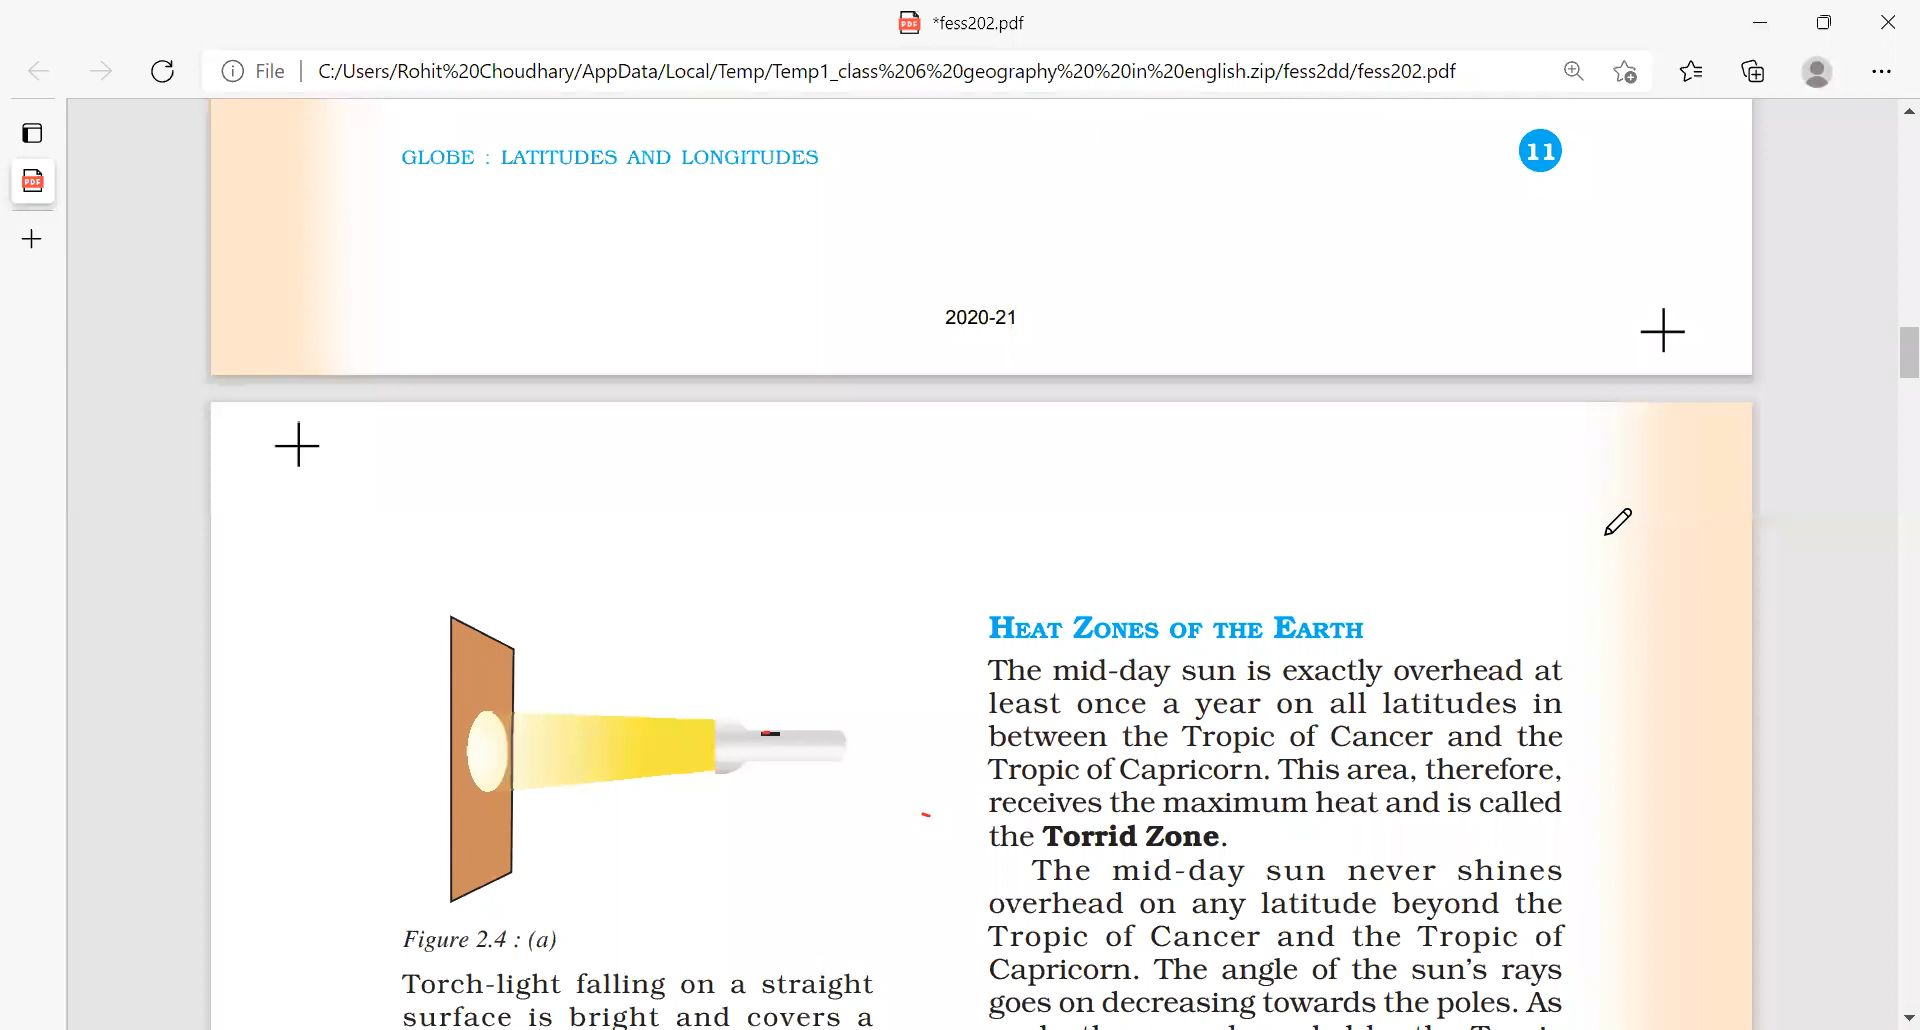 *fess202.pdf
File | C:/Users/Rohit%20Choudhary/AppData/Local/Temp/Temp1_class%206%20geography%20%20in%20english.zip/fess2dd/fess202.pdf
GLOBE : LATITUDES AND LONGITUDES
11
2020-21
Figure 2.4 : (a)
Torch-light falling on a straight
surface is bright and covers a
HEAT ZONES OF THE EARTH
The mid-day sun is exactly overhead at
least once a year on all latitudes in
between the Tropic of Cancer and the
Tropic of Capricorn. This area, therefore,
receives the maximum heat and is called
the Torrid Zone.
The mid-day sun never shines
overhead on any latitude beyond the
Tropic of Cancer and the Tropic of
Capricorn. The angle of the sun's rays
goes on decreasing towards the poles. As